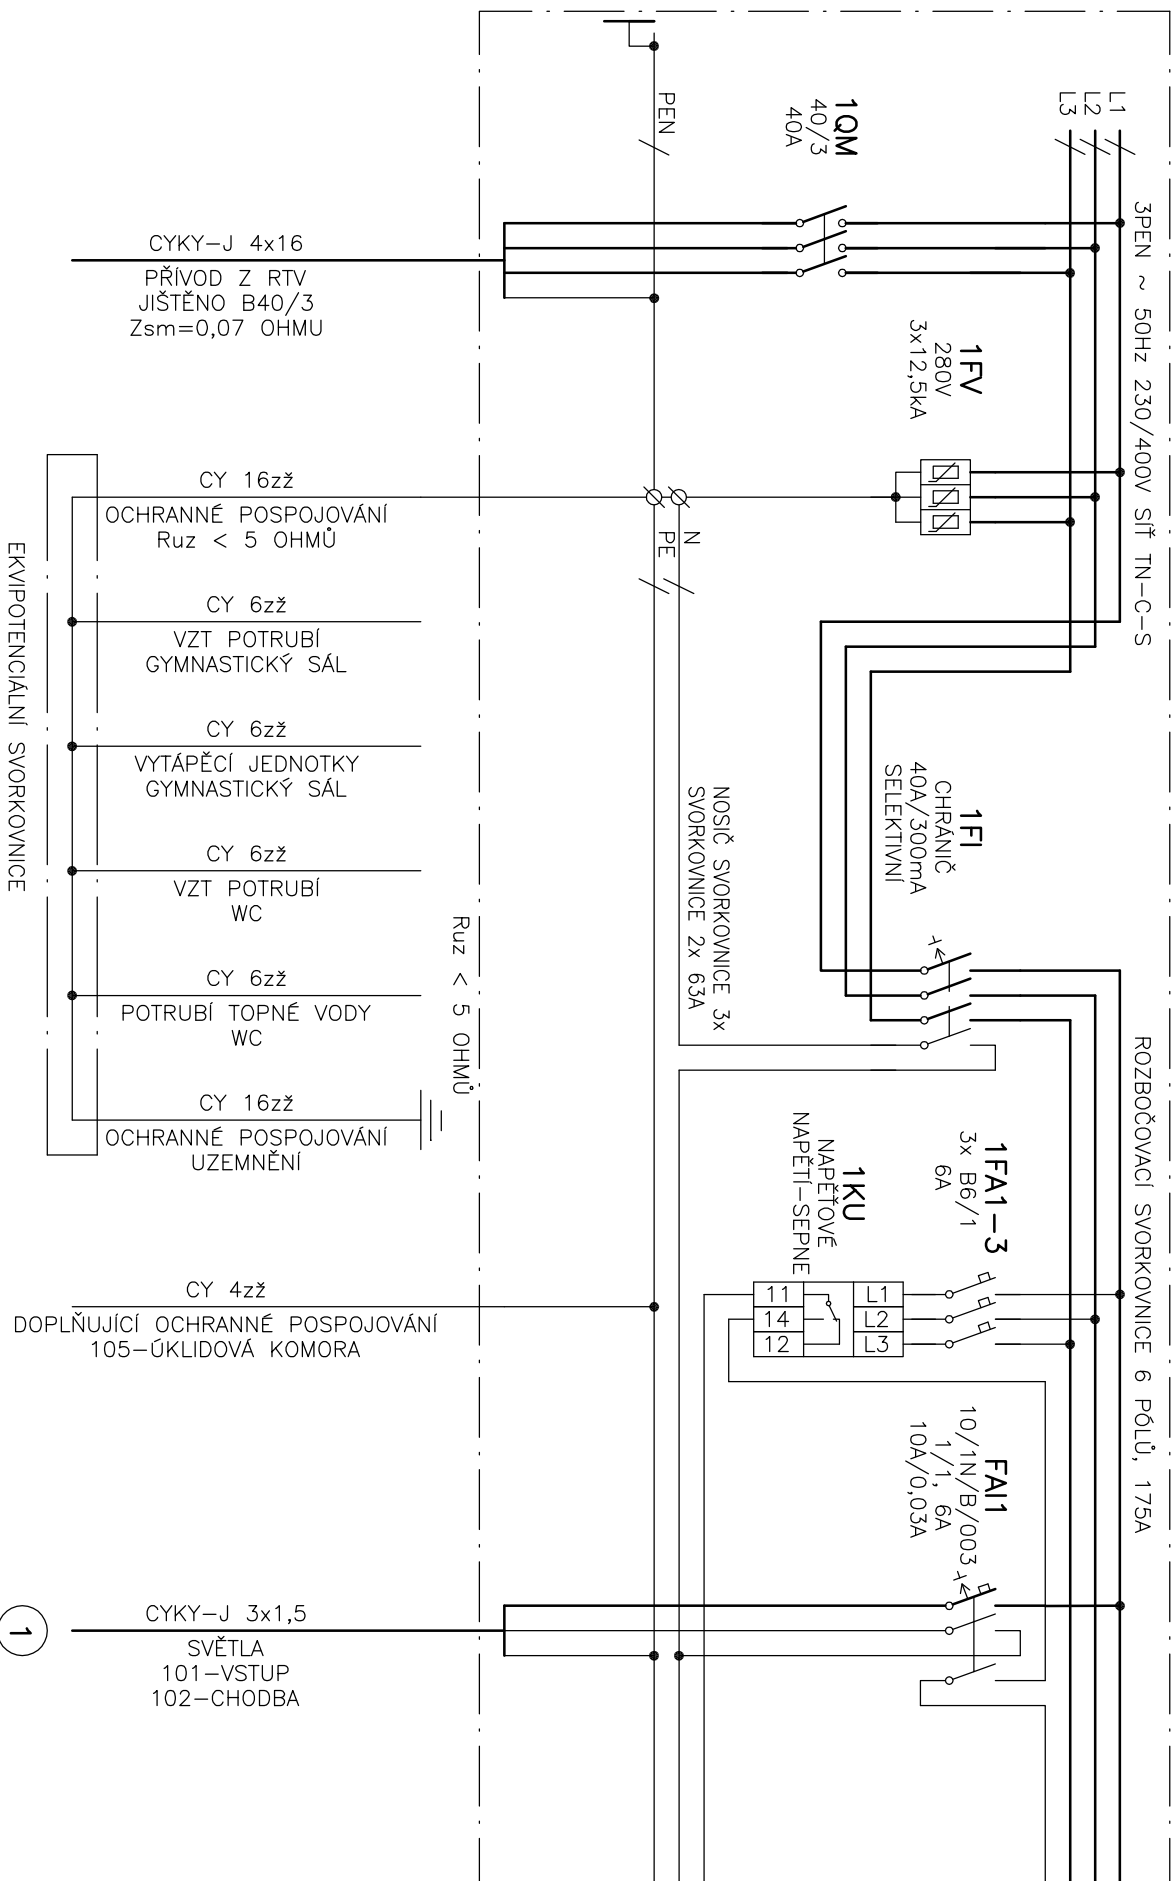 L1
L2
L3
3PEN ~ 50Hz 230/400V SÍŤ TN-C-S
1QM
40/3
40A
PEN
CYKY-J 4x16
PŘÍVOD Z RTV
JIŠTĚNO B40/3
Zsm=0,07 OHMU
1FV
280V
3x12,5kA
N
PE
CY 16zž
OCHRANNÉ POSPOJOVÁNÍ
Ruz < 5 OHMŮ
CY 6zž
VZT POTRUBÍ
GYMNASTICKÝ SÁL
CY 6zž
VYTÁPĚCÍ JEDNOTKY
GYMNASTICKÝ SÁL
CY 6zž
VZT POTRUBÍ
WC
CY 6zž
POTRUBÍ TOPNÉ VODY
WC
CY 16zž
OCHRANNÉ POSPOJOVÁNÍ
UZEMNĚNÍ
EKVIPOTENCIÁLNÍ SVORKOVNICE
Ruz < 5 OHMŮ
1FI
CHRÁNIČ
40A/300mA
SELEKTIVNÍ
NOSIČ SVORKOVNICE 3x
SVORKOVNICE 2x 63A
ROZBOČOVACÍ SVORKOVNICE 6 PÓLŮ, 175A
1FA1-3
3x B6/1
6A
1KU
NAPĚŤOVÉ
NAPĚTÍ-SEPNE
11
14
12
L1
L2
L3
CY 4zž
DOPLŇUJÍCÍ OCHRANNÉ POSPOJOVÁNÍ
105-ÚKLIDOVÁ KOMORA
FAI1
10/1N/B/003
1/1, 6A
10A/0,03A
CYKY-J 3x1,5
SVĚTLA
101-VSTUP
102-CHODBA
1